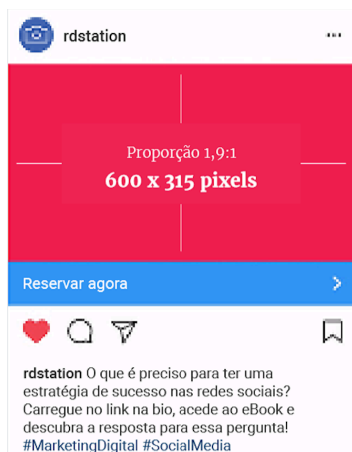 rdstation
Proporção 1,9:1
600 x 315 pixels
Reservar agora
rdstation O que é preciso para ter uma
estratégia de sucesso nas redes sociais?
Carregue no link na bio, acede ao eBook e
descubra a resposta para essa pergunta!
#MarketingDigital #SocialMedia